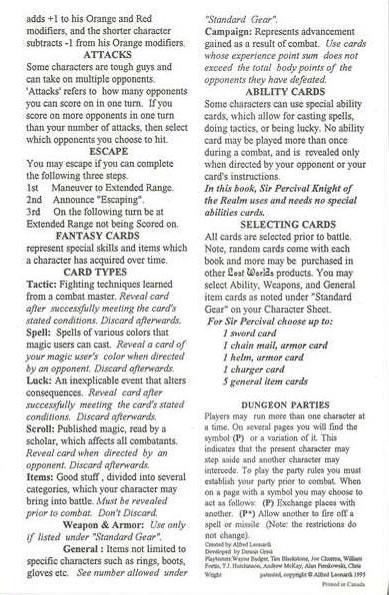 adds +1 to his Orange and Red
modifiers, and the shorter character
subtracts -1 from his Orange modifiers.
ATTACKS
Some characters are tough guys and
can take on multiple opponents.
'Attacks' refers to how many opponents
you can score on in one turn. If you
score on more opponents in one turn
than your number of attacks, then select
which opponents you choose to hit.
ESCAPE
You may escape if you can complete
the following three steps.
1st Maneuver to Extended Range.
2nd Announce "Escaping".
3rd On the following turn be at
Extended Range not being Scored on.
FANTASY CARDS
represent special skills and items which
a character has acquired over time.
CARD TYPES
Tactic: Fighting techniques learned
from a combat master. Reveal card
after successfully meeting the card's
stated conditions. Discard afterwards.
Spell: Spells of various colors that
magic users can cast. Reveal a card of
your magic user's color when directed
by an opponent. Discard afterwards.
Luck: An inexplicable event that alters
consequences. Reveal card after
successfully meeting the card's stated
conditions. Discard afterwards.
Scroll: Published magic, read by a
scholar, which affects all combatants.
Reveal card when directed by an
opponent. Discard afterwards.
Items: Good stuff , divided into several
categories, which your character may
bring into battle. Must be revealed
prior to combat. Don't Discard.
Weapon & Armor: Use only
if listed under "Standard Gear".
General : Items not limited to
specific characters such as rings, boots,
gloves etc. See number allowed under
"Standard Gear".
Campaign: Represents advancement
gained as a result of combat. Use cards
whose experience point sum does not
exceed the total body points of the
opponents they have defeated.
ABILITY CARDS
Some characters can use special ability
cards, which allow for casting spells,
doing tactics, or being lucky. No ability
card may be played more than once
during a combat, and is revealed only
when directed by your opponent or your
card's instructions.
In this book, Sir Percival Knight of
the Realm uses and needs no special
abilities cards.
SELECTING CARDS
All cards are selected prior to battle.
Note, random cards come with each
book and more may be purchased in
other Lost Worlds products. You may
select Ability, Weapons, and General
item cards as noted under "Standard
Gear" on your Character Sheet.
For Sir Percival choose up to:
1 sword card
1 chain mail, armor card
1 helm, armor card
1 charger card
5 general item cards
DUNGEON PARTIES
Players may run more than one character at
a time. On several pages you will find the
symbol (P) or a variation of it. This
indicates that the present character may
step aside and another character may
intercede. To play the party rules you must
establish your party prior to combat. When
on a page with a symbol you may choose to
act as follows: (P) Exchange places with
another. (P*) Allow another to fire off a
spell or missile (Note: the restrictions do
not change).
Created by Alfred Leonardi
Developed by Dennis Greci
Playtesters:Wayne Badger, Tim Blackstone, Joe Cicerrea, William
Fortis, T.J. Hutchinson, Andrew McKay, Alan Pienkowski, Chris
Wright patented, copyright © Alfred Leonardi 1995
Printed in Canada